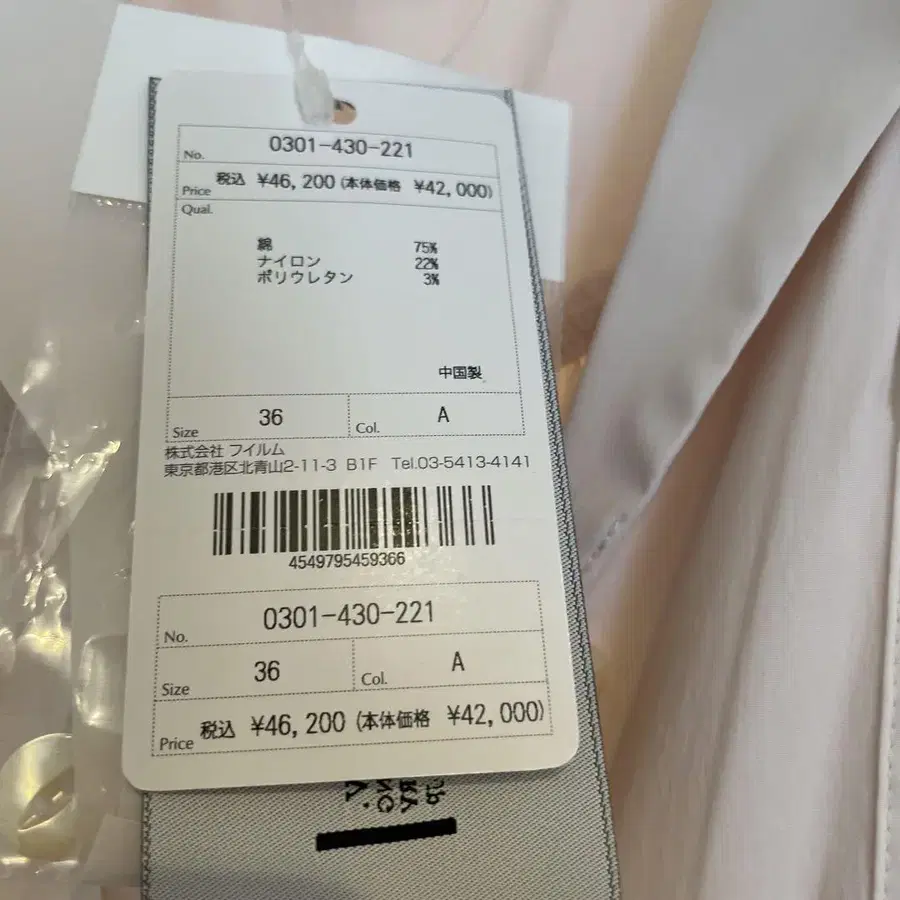 No. 0301-430-221
Price 税込 ¥46,200(本体価格 ¥42,000)
Qual.
綿 75%
ナイロン 22%
ポリウレタン 3%
中国製
Size 36 Col. A
株式会社 フイルム
東京都港区北青山2-11-3 B1F Tel.03-5413-4141
4549795459366
No. 0301-430-221
Size 36 Col. A
Price 税込 ¥46,200(本体価格 ¥42,000)